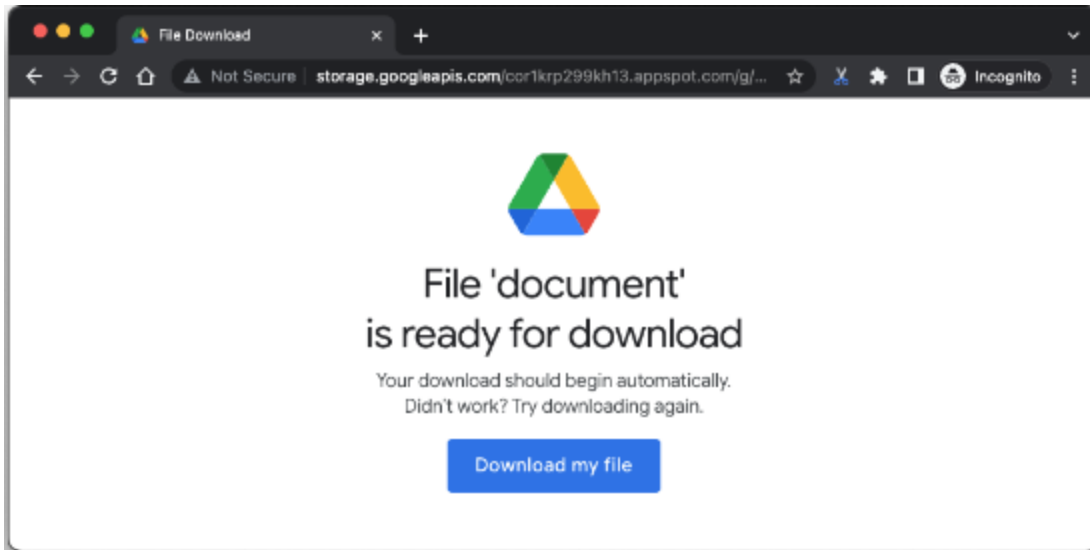 File Download
Not Secure storage.googleapis.com/cor1krp299kh13.appspot.com/g/... Incognito
File 'document'
is ready for download
Your download should begin automatically.
Didn't work? Try downloading again.
Download my file